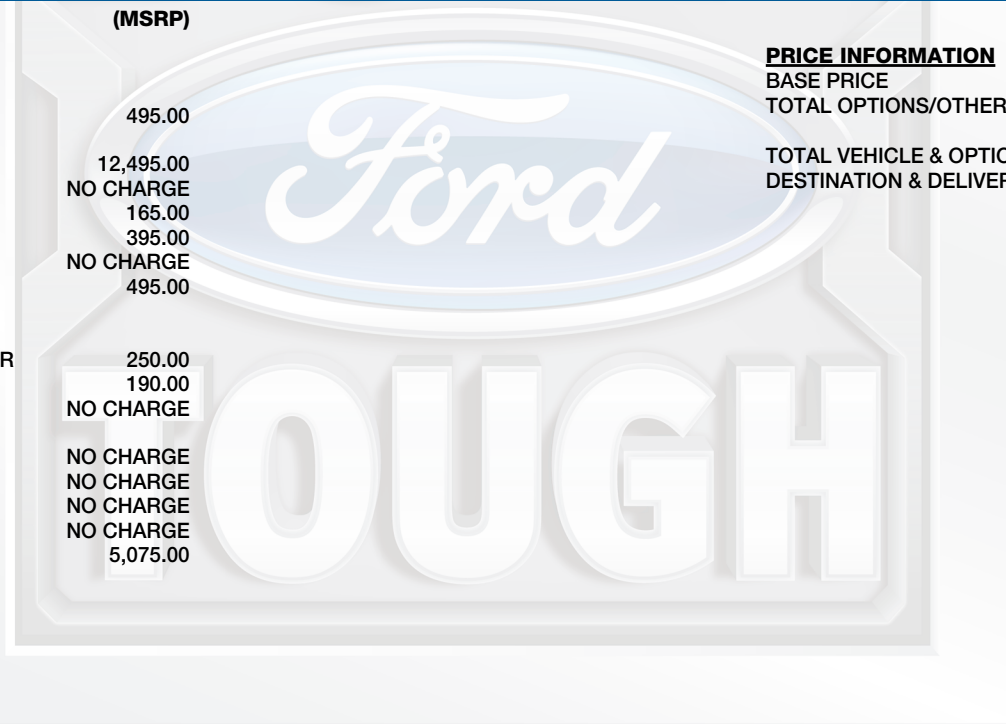 (MSRP)
495.00
12,495.00
NO CHARGE
165.00
395.00
NO CHARGE
495.00
R 250.00
190.00
NO CHARGE
NO CHARGE
NO CHARGE
NO CHARGE
NO CHARGE
5,075.00
PRICE INFORMATION
BASE PRICE
TOTAL OPTIONS/OTHER
TOTAL VEHICLE & OPTIO
DESTINATION & DELIVER
Ford
TOUGH